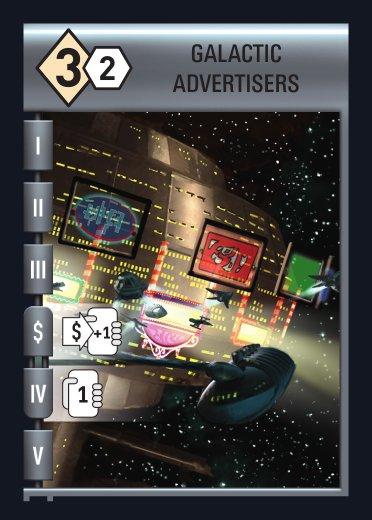 3 2
GALACTIC
ADVERTISERS
I
II
III
$ $ +1
IV 1
V